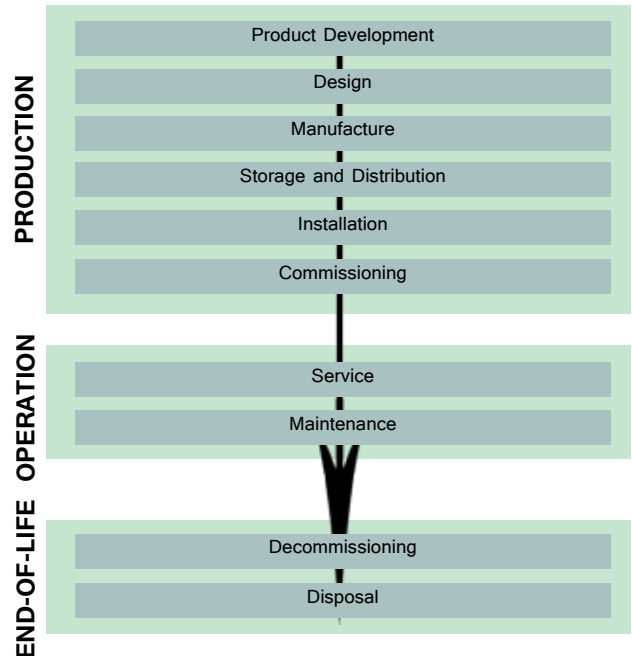 PRODUCTION
Product Development
Design
Manufacture
Storage and Distribution
Installation
Commissioning
OPERATION
Service
Maintenance
END-OF-LIFE
Decommissioning
Disposal